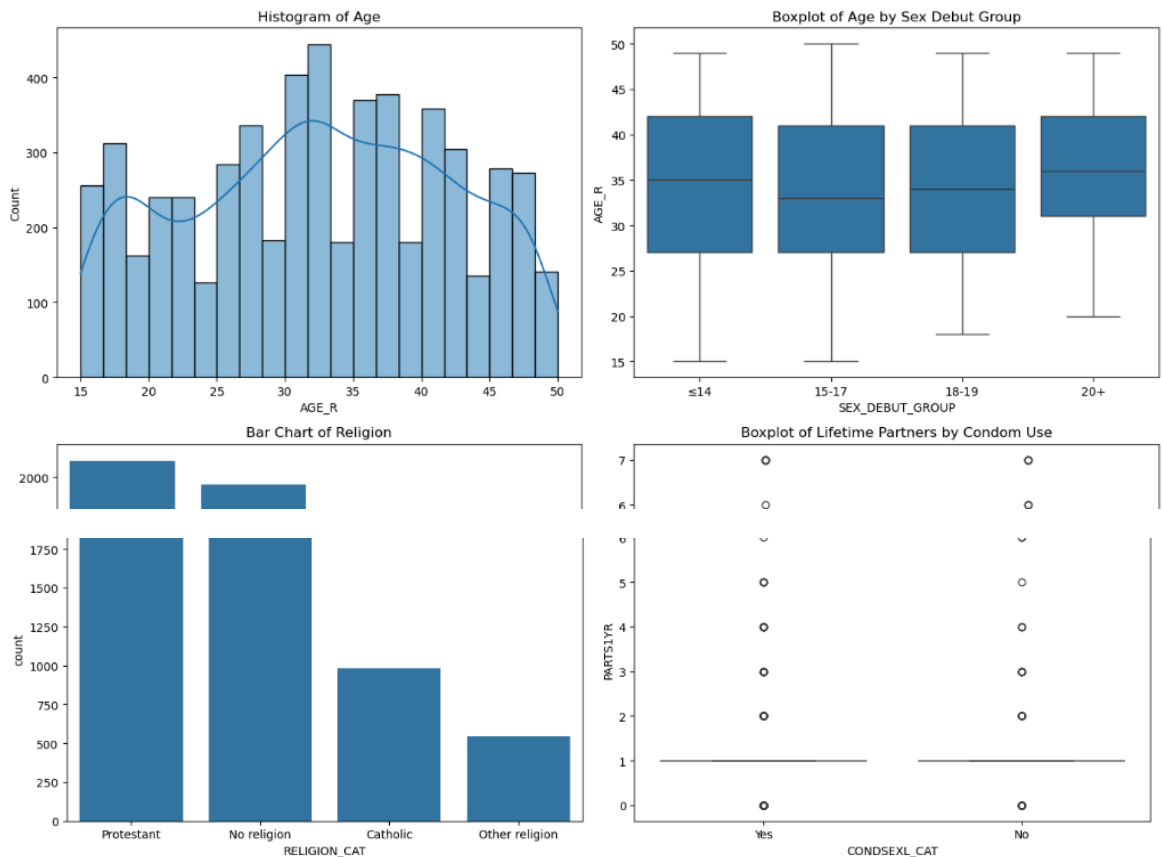 Histogram of Age
400
300
200
100
0
Count
15 20 25 30 35 40 45 50
AGE_R
Boxplot of Age by Sex Debut Group
50
45
40
35
30
25
20
15
AGE_R
≤14 15-17 18-19 20+
SEX_DEBUT_GROUP
Bar Chart of Religion
2000
1750
1500
1250
1000
750
500
250
0
count
Protestant No religion Catholic Other religion
RELIGION_CAT
Boxplot of Lifetime Partners by Condom Use
7
6
6
5
4
3
2
1
0
PARTS1YR
Yes No
CONDSEXL_CAT